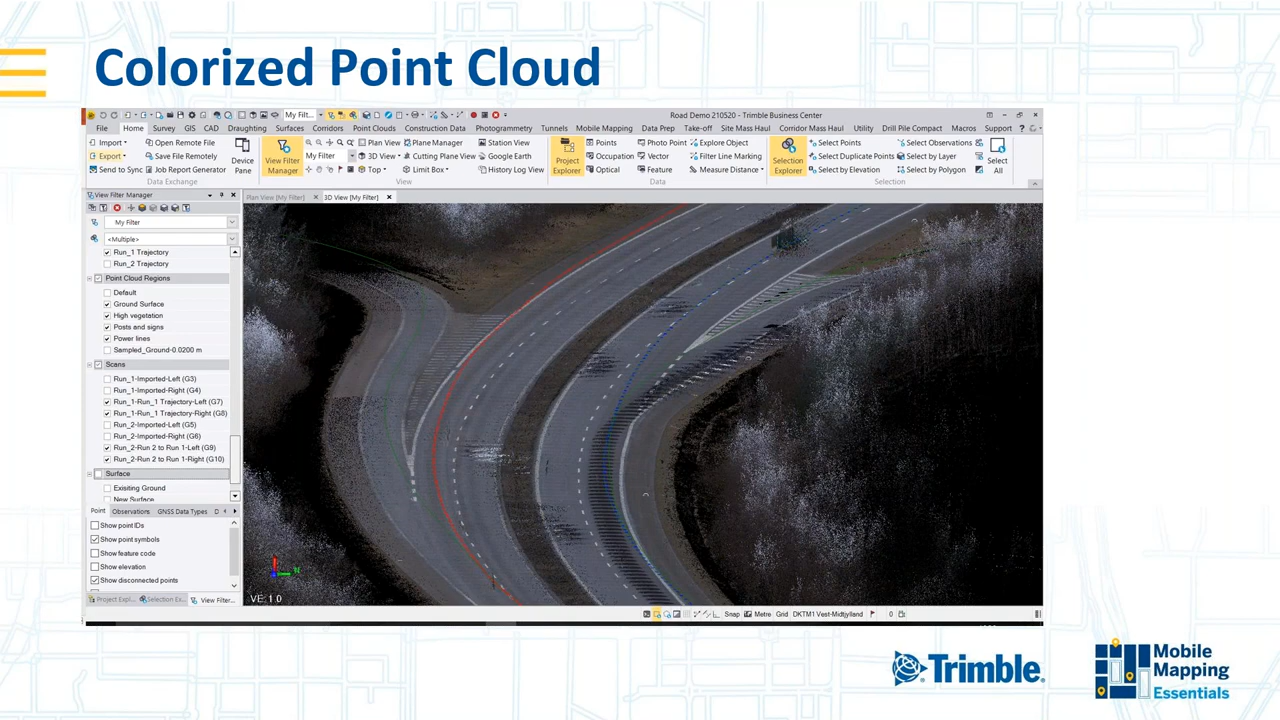 Colorized Point Cloud
My Filt...
Road Demo 210520 - Trimble Business Center
File Home Survey GIS CAD Draughting Surfaces Corridors Point Clouds Construction Data Photogrammetry Tunnels Mobile Mapping Data Prep Take-off Site Mass Haul Corridor Mass Haul Utility Drill Pile Compact Macros Support
Import Open Remote File Plan View Plane Manager Station View Points Photo Point Explore Object Select Points Select Observations
Export Save File Remotely My Filter 3D View Cutting Plane View Google Earth Occupation Vector Filter Line Marking Select Duplicate Points Select by Layer
Send to Sync Job Report Generator Top Limit Box History Log View Optical Feature Measure Distance Select by Elevation Select by Polygon
Device Pane
View Filter Manager
Project Explorer
Selection Explorer
Select All
Data Exchange View Data Selection
View Filter Manager
Plan View [My Filter] 3D View [My Filter]
My Filter
<Multiple>
Run_1 Trajectory
Run_2 Trajectory
Point Cloud Regions
Default
Ground Surface
High vegetation
Posts and signs
Power lines
Sampled_Ground-0.0200 m
Scans
Run_1-Imported-Left (G3)
Run_1-Imported-Right (G4)
Run_1-Run_1 Trajectory-Left (G7)
Run_1-Run_1 Trajectory-Right (G8)
Run_2-Imported-Left (G5)
Run_2-Imported-Right (G6)
Run_2-Run 2 to Run 1-Left (G9)
Run_2-Run 2 to Run 1-Right (G10)
Surface
Exisiting Ground
New Surface
Point Observations GNSS Data Types D
Show point IDs
Show point symbols
Show feature code
Show elevation
Show disconnected points
Project Expl... Selection Ex... View Filter...
N
VE: 1.0
Snap Metre Grid DKTM1 Vest-Midtjylland 0
Trimble
Mobile
Mapping
Essentials